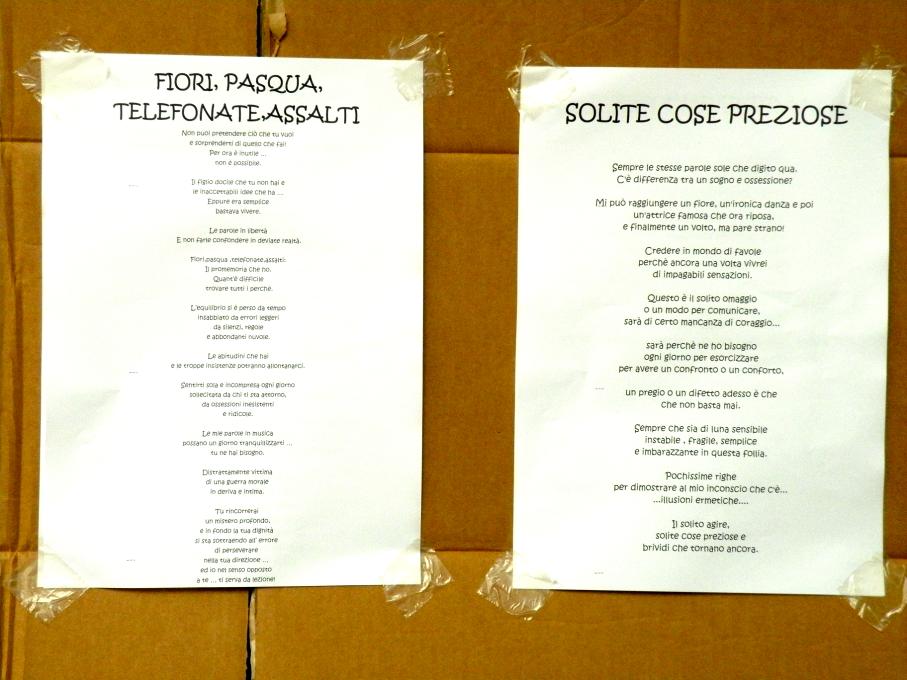 FIORI, PASQUA,
TELEFONATE,ASSALTI
Non puoi pretendere ciò che tu vuoi
e sorprenderti di quello che fai!
Per ora è inutile ...
non è possibile.
Il figlio docile che tu non hai e
le inaccettabili idee che ha ...
Eppure era semplice
bastava vivere.
Le parole in libertà
E non farle confondere in deviate realtà.
Fiori,pasqua ,telefonate,assalti:
Il promemoria che ho.
Quant'è difficile
trovare tutti i perchè.
L'equilibrio si è perso da tempo
insabbiato da errori leggeri
da silenzi, regole
e abbondanti nuvole.
Le abitudini che hai
e le troppe insistenze potranno allontanarci.
Sentirti sola e incompresa ogni giorno
sollecitata da chi ti sta attorno,
da ossessioni inesistenti
e ridicole.
Le mie parole in musica
possano un giorno tranquillizzarti ...
tu ne hai bisogno.
Distrattamente vittima
di una guerra morale
in deriva e intima.
Tu rincorrerai
un mistero profondo,
e in fondo la tua dignità
si sta sottraendo all' errore
di perseverare
nella tua direzione ...
ed io nel senso opposto
a te ... ti serva da lezione!
SOLITE COSE PREZIOSE
Sempre le stesse parole sole che digito qua.
C'è differenza tra un sogno e ossessione?
Mi può raggiungere un fiore, un'ironica danza e poi
un'attrice famosa che ora riposa,
e finalmente un volto, ma pare strano!
Credere in mondo di favole
perchè ancora una volta vivrei
di impagabili sensazioni.
Questo è il solito omaggio
o un modo per comunicare,
sarà di certo mancanza di coraggio...
sarà perchè ne ho bisogno
ogni giorno per esorcizzare
per avere un confronto o un conforto,
un pregio o un difetto adesso è che
che non basta mai.
Sempre che sia di luna sensibile
instabile , fragile, semplice
e imbarazzante in questa follia.
Pochissime righe
per dimostrare al mio inconscio che c'è...
...illusioni ermetiche....
Il solito agire,
solite cose preziose e
brividi che tornano ancora.